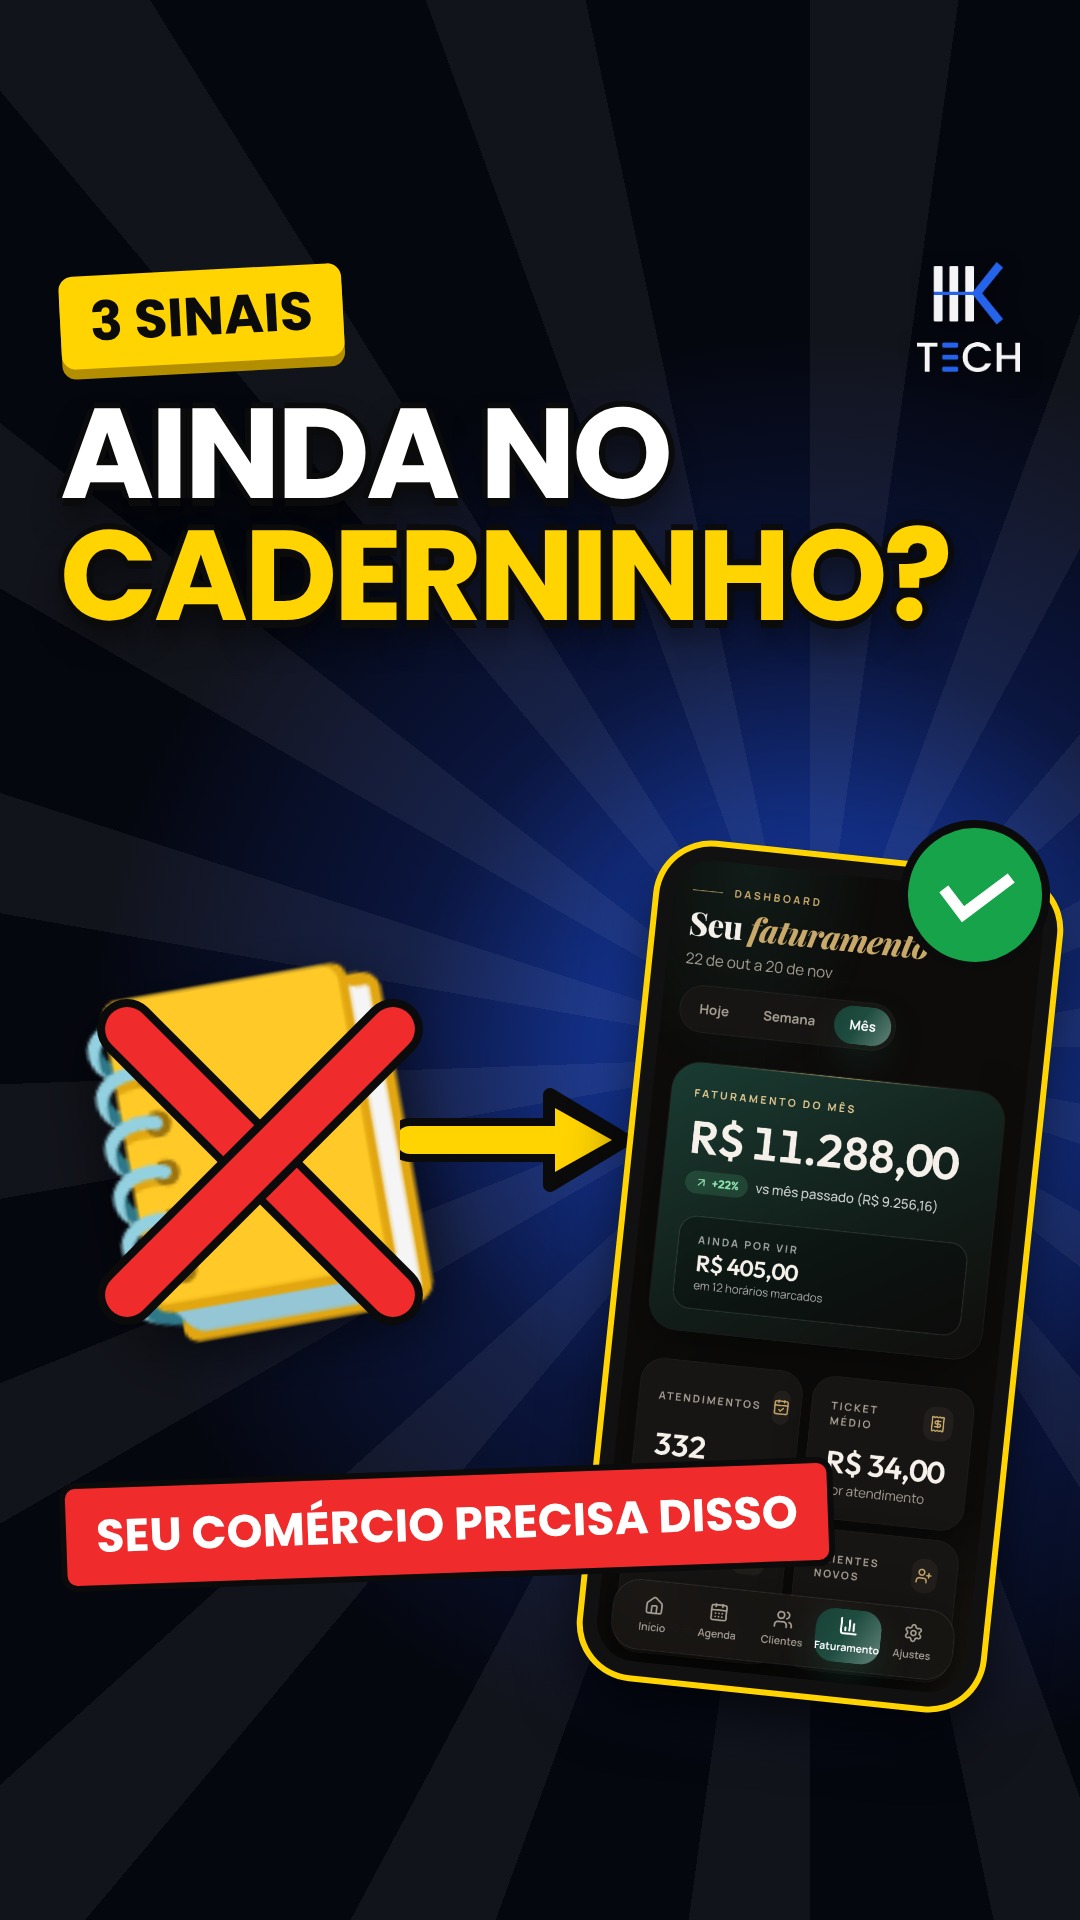 3 SINAIS
TECH
AINDA NO
CADERNINHO?
DASHBOARD
Seu faturamento
22 de out a 20 de nov
Hoje
Semana
Mês
FATURAMENTO DO MÊS
R$ 11.288,00
+22%
vs mês passado (R$ 9.256,16)
AINDA POR VIR
R$ 405,00
em 12 horários marcados
ATENDIMENTOS
332
TICKET
MÉDIO
R$ 34,00
atendimento
SEU COMÉRCIO PRECISA DISSO
NOVOS
Início
Agenda
Clientes
Faturamento
Ajustes